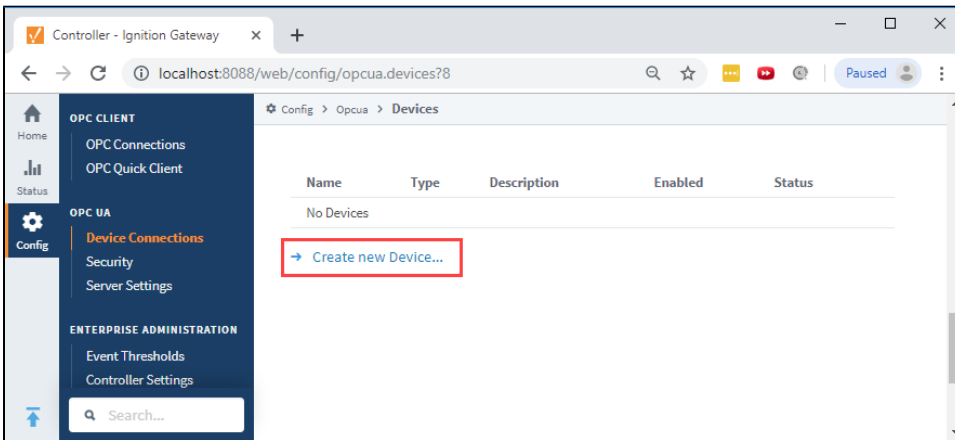 Controller - Ignition Gateway
localhost:8088/web/config/opcua.devices?8
Paused
Home
Status
Config
OPC CLIENT
OPC Connections
OPC Quick Client
OPC UA
Device Connections
Security
Server Settings
ENTERPRISE ADMINISTRATION
Event Thresholds
Controller Settings
Search...
Config > Opcua > Devices
Name Type Description Enabled Status
No Devices
→ Create new Device...